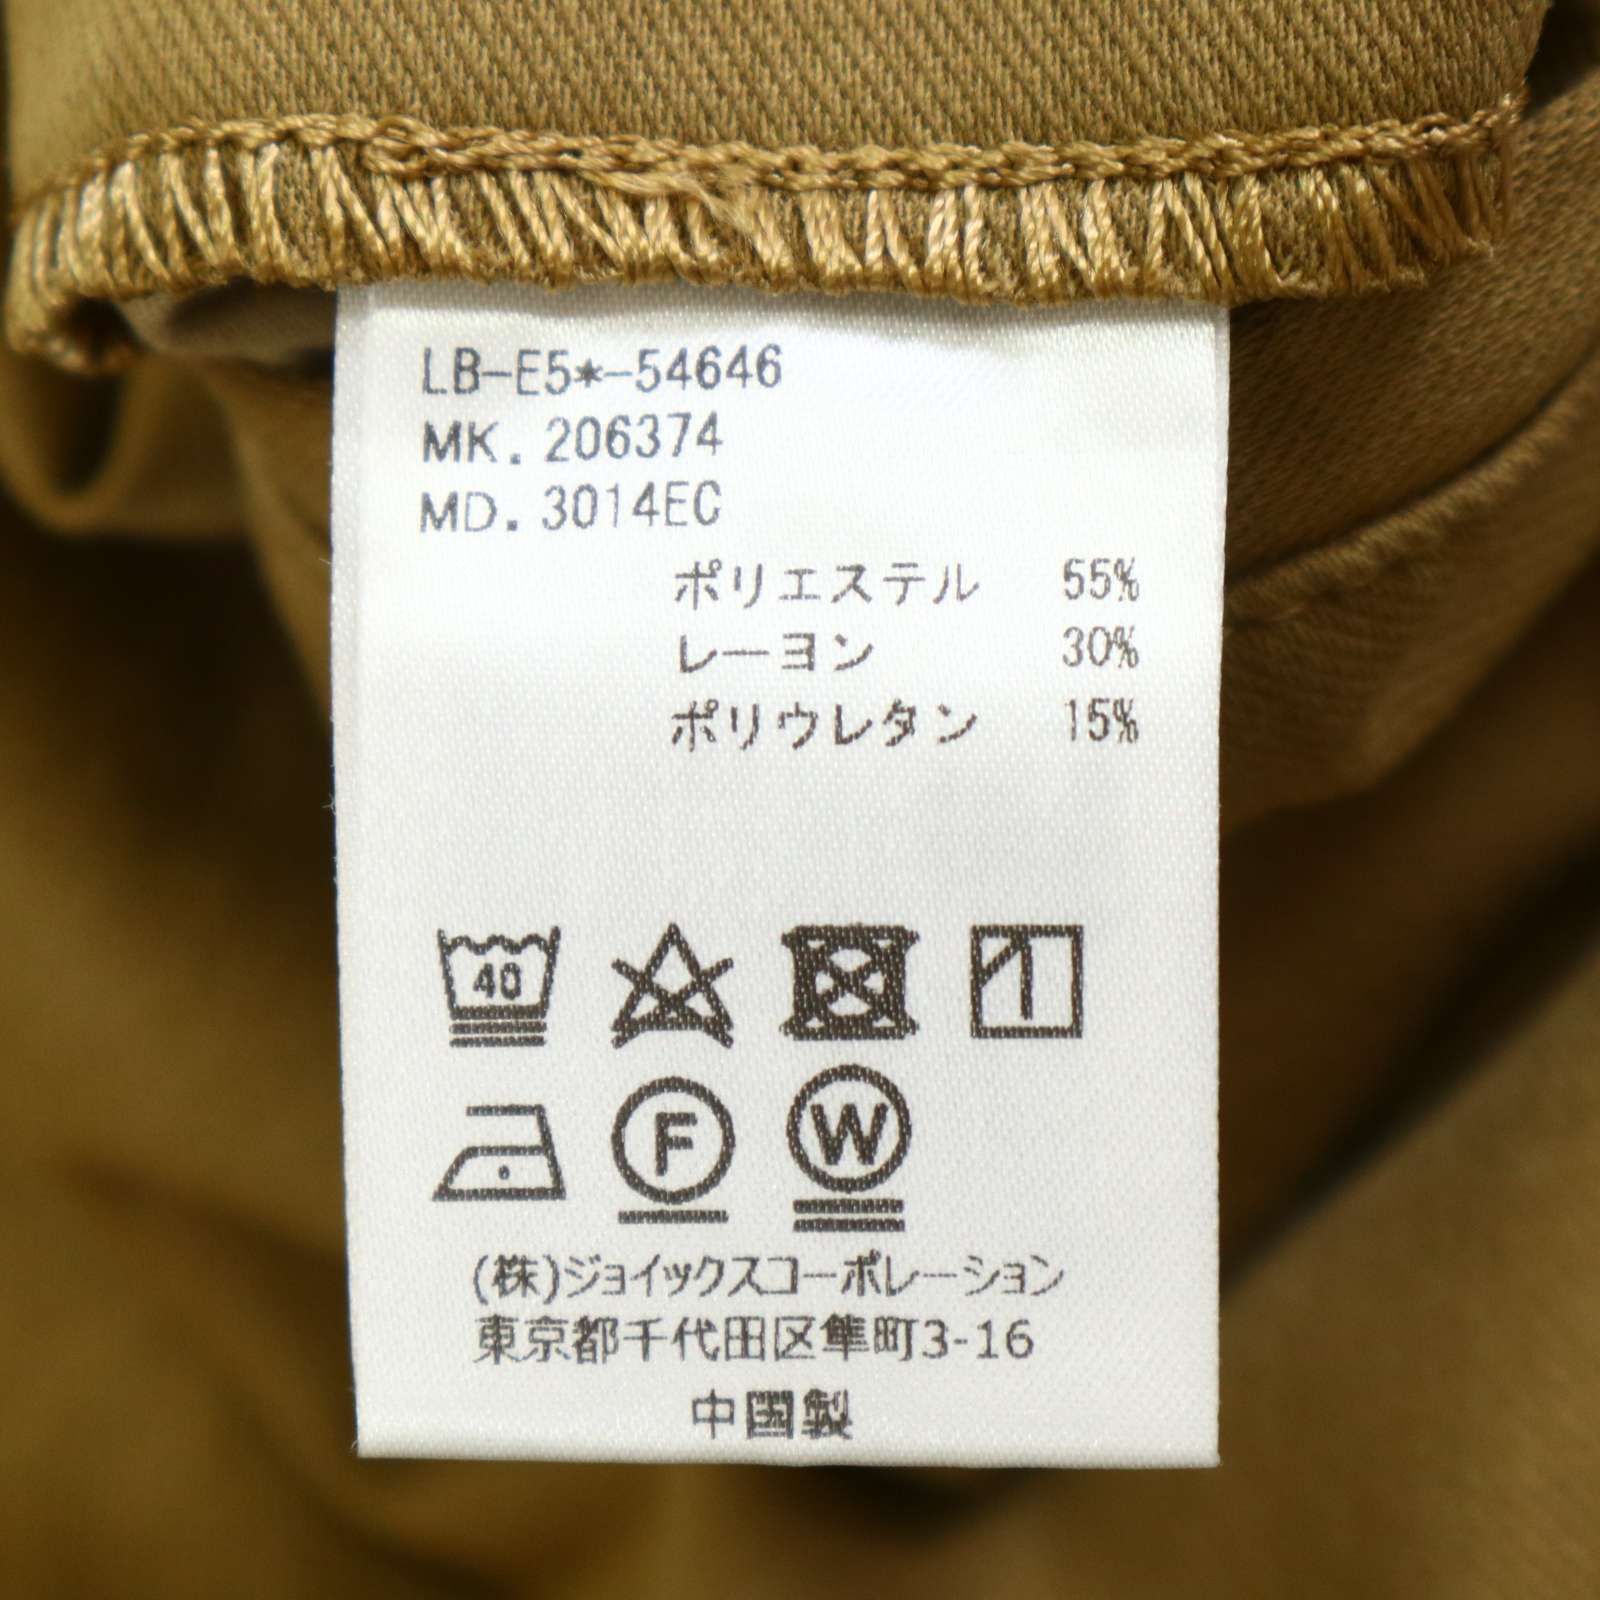 LB-E5*-54646
MK. 206374
MD. 3014EC
ポリエステル 55%
レーヨン 30%
ポリウレタン 15%
40
F
W
(株)ジョイックスコーポレーション
東京都千代田区隼町3-16
中国製